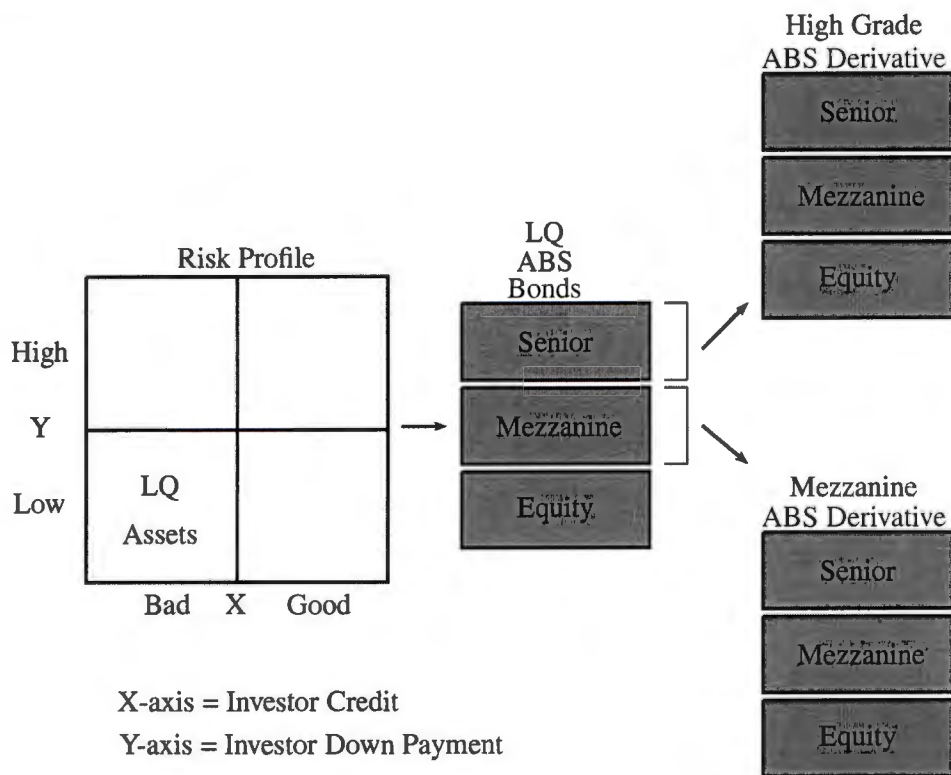 High Grade
ABS Derivative
Senior
Mezzanine
Equity
LQ
ABS
Bonds
Senior
Mezzanine
Equity
Risk Profile
High
Y
Low
LQ
Assets
Bad X Good
Mezzanine
ABS Derivative
Senior
Mezzanine
Equity
X-axis = Investor Credit
Y-axis = Investor Down Payment